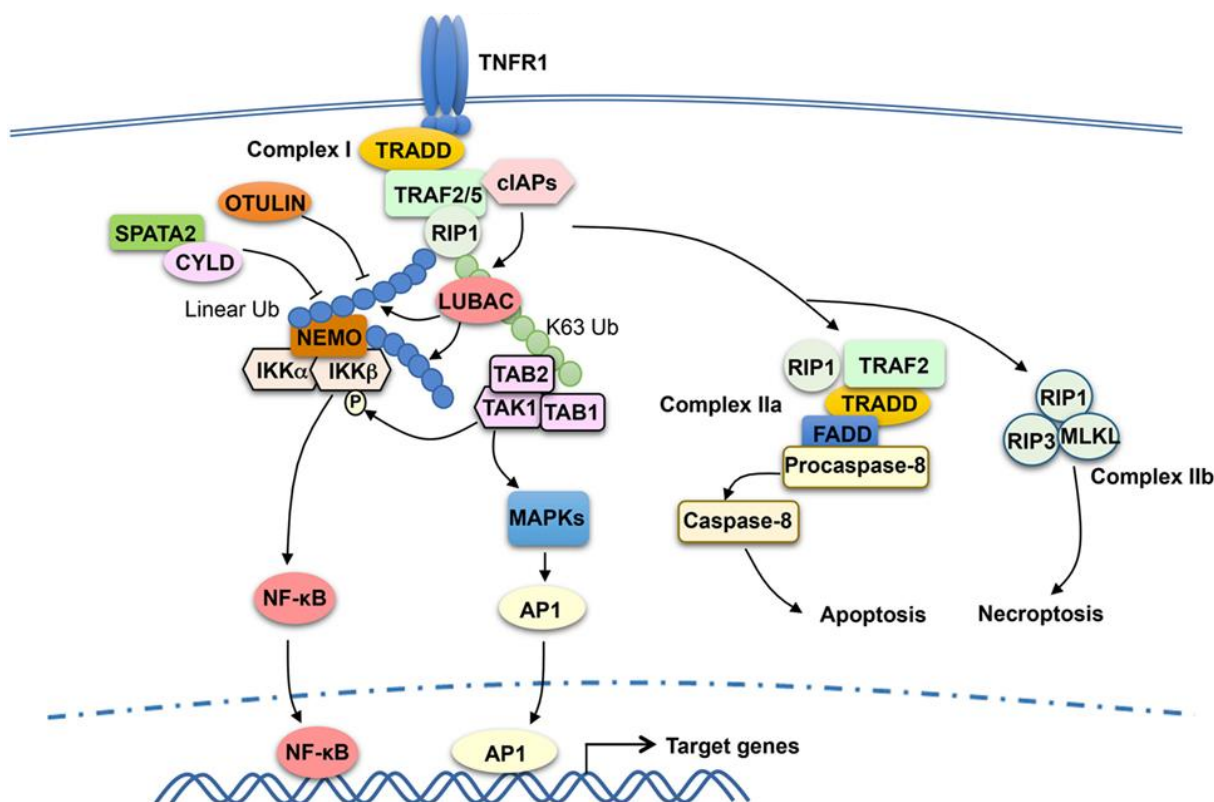 TNFR1
Complex I
TRADD
TRAF2/5
cIAPs
OTULIN
RIP1
SPATA2
CYLD
Linear Ub
LUBAC
K63 Ub
NEMO
IKKα
IKKβ
P
TAB2
TAK1
TAB1
RIP1
TRAF2
Complex IIa
TRADD
FADD
Procaspase-8
Caspase-8
RIP1
RIP3
MLKL
Complex IIb
MAPKs
NF-κB
AP1
Apoptosis
Necroptosis
NF-κB
AP1
Target genes